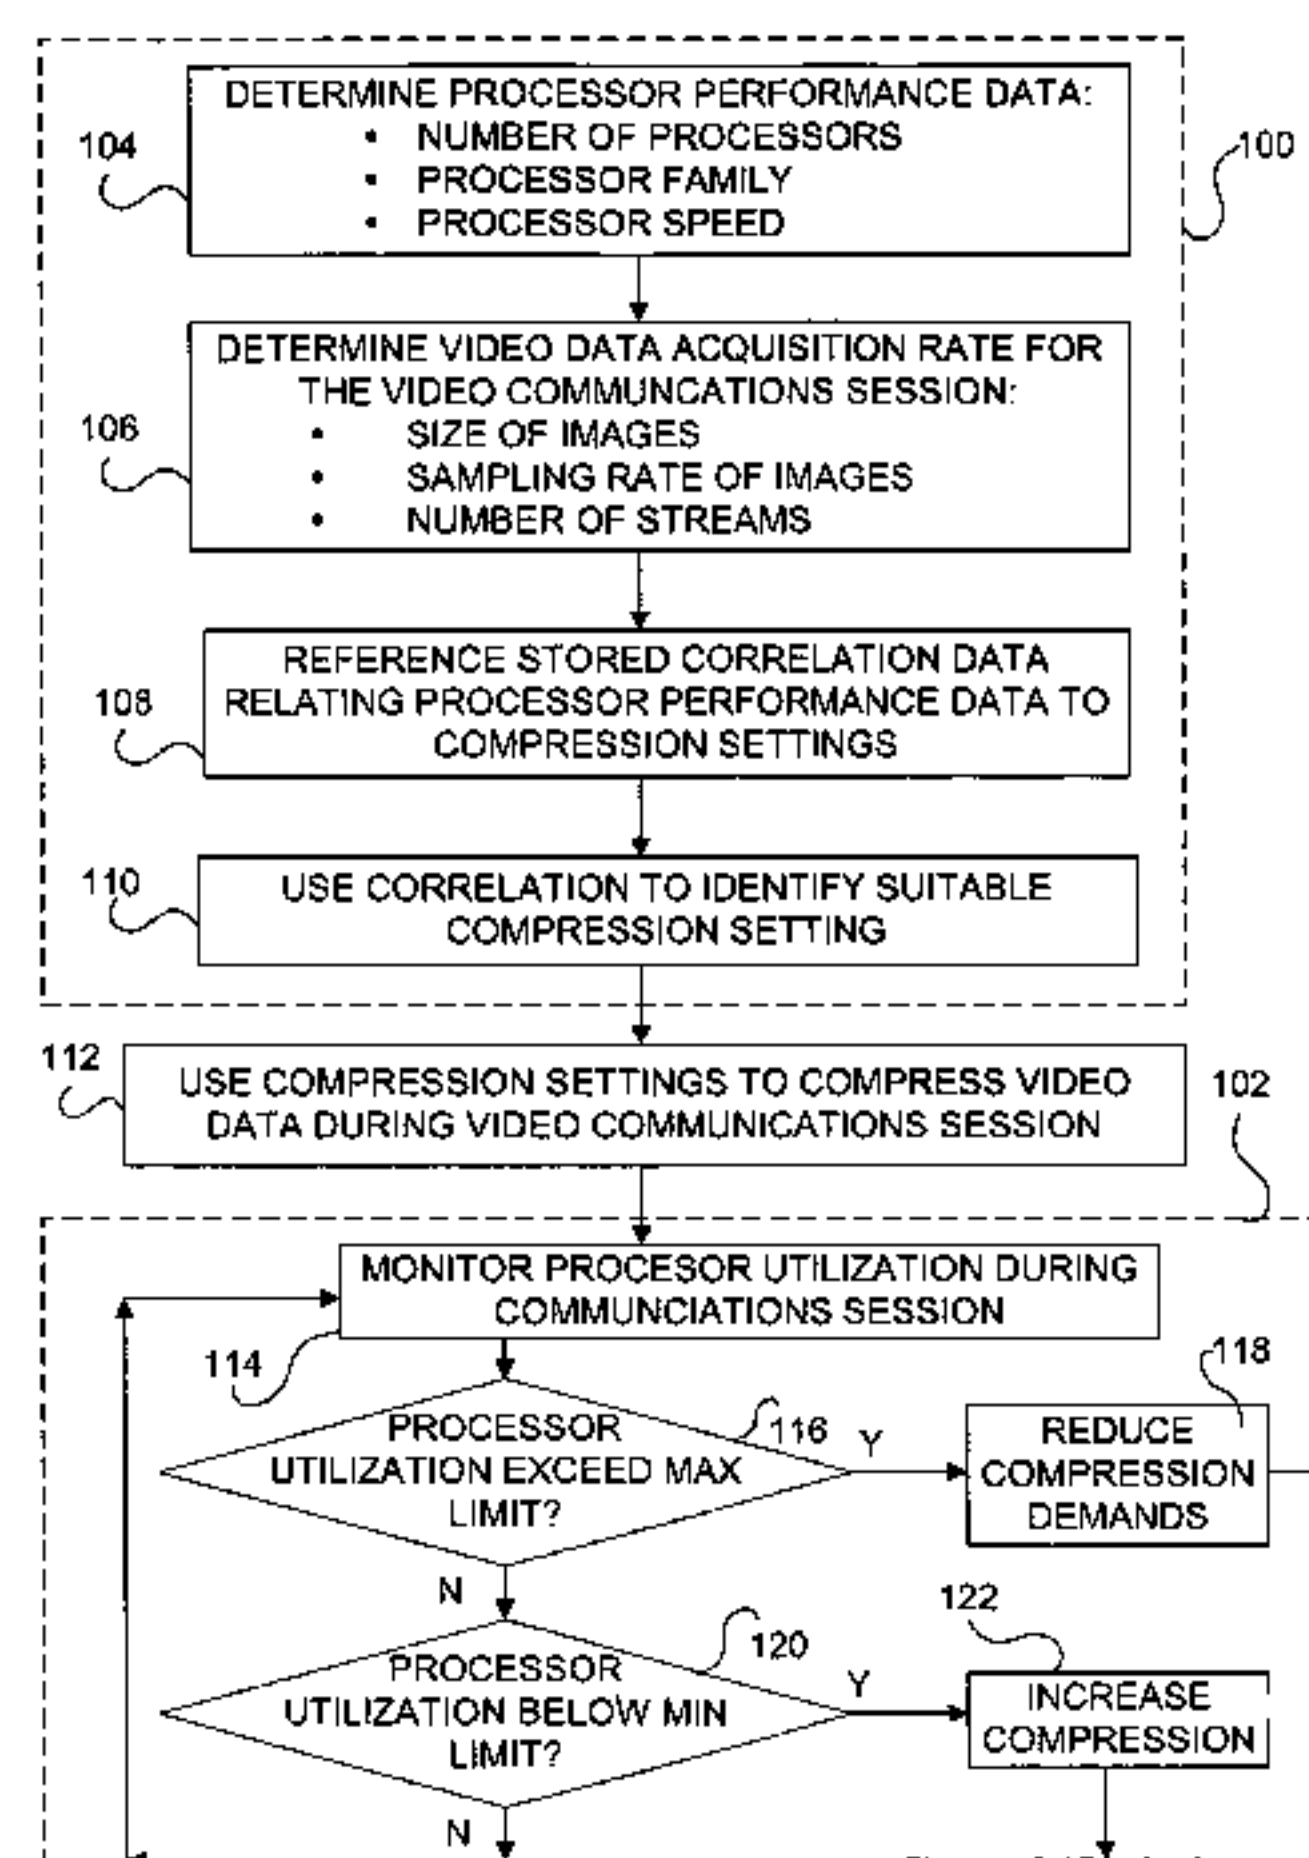 DETERMINE PROCESSOR PERFORMANCE DATA:
• NUMBER OF PROCESSORS
• PROCESSOR FAMILY
• PROCESSOR SPEED
104
100
DETERMINE VIDEO DATA ACQUISITION RATE FOR
THE VIDEO COMMUNCATIONS SESSION:
• SIZE OF IMAGES
• SAMPLING RATE OF IMAGES
• NUMBER OF STREAMS
106
REFERENCE STORED CORRELATION DATA
RELATING PROCESSOR PERFORMANCE DATA TO
COMPRESSION SETTINGS
108
110
USE CORRELATION TO IDENTIFY SUITABLE
COMPRESSION SETTING
112
USE COMPRESSION SETTINGS TO COMPRESS VIDEO
DATA DURING VIDEO COMMUNICATIONS SESSION
102
MONITOR PROCESOR UTILIZATION DURING
COMMUNCIATIONS SESSION
114
PROCESSOR
UTILIZATION EXCEED MAX
LIMIT?
116
Y
118
REDUCE
COMPRESSION
DEMANDS
N
PROCESSOR
UTILIZATION BELOW MIN
LIMIT?
120
Y
122
INCREASE
COMPRESSION
N